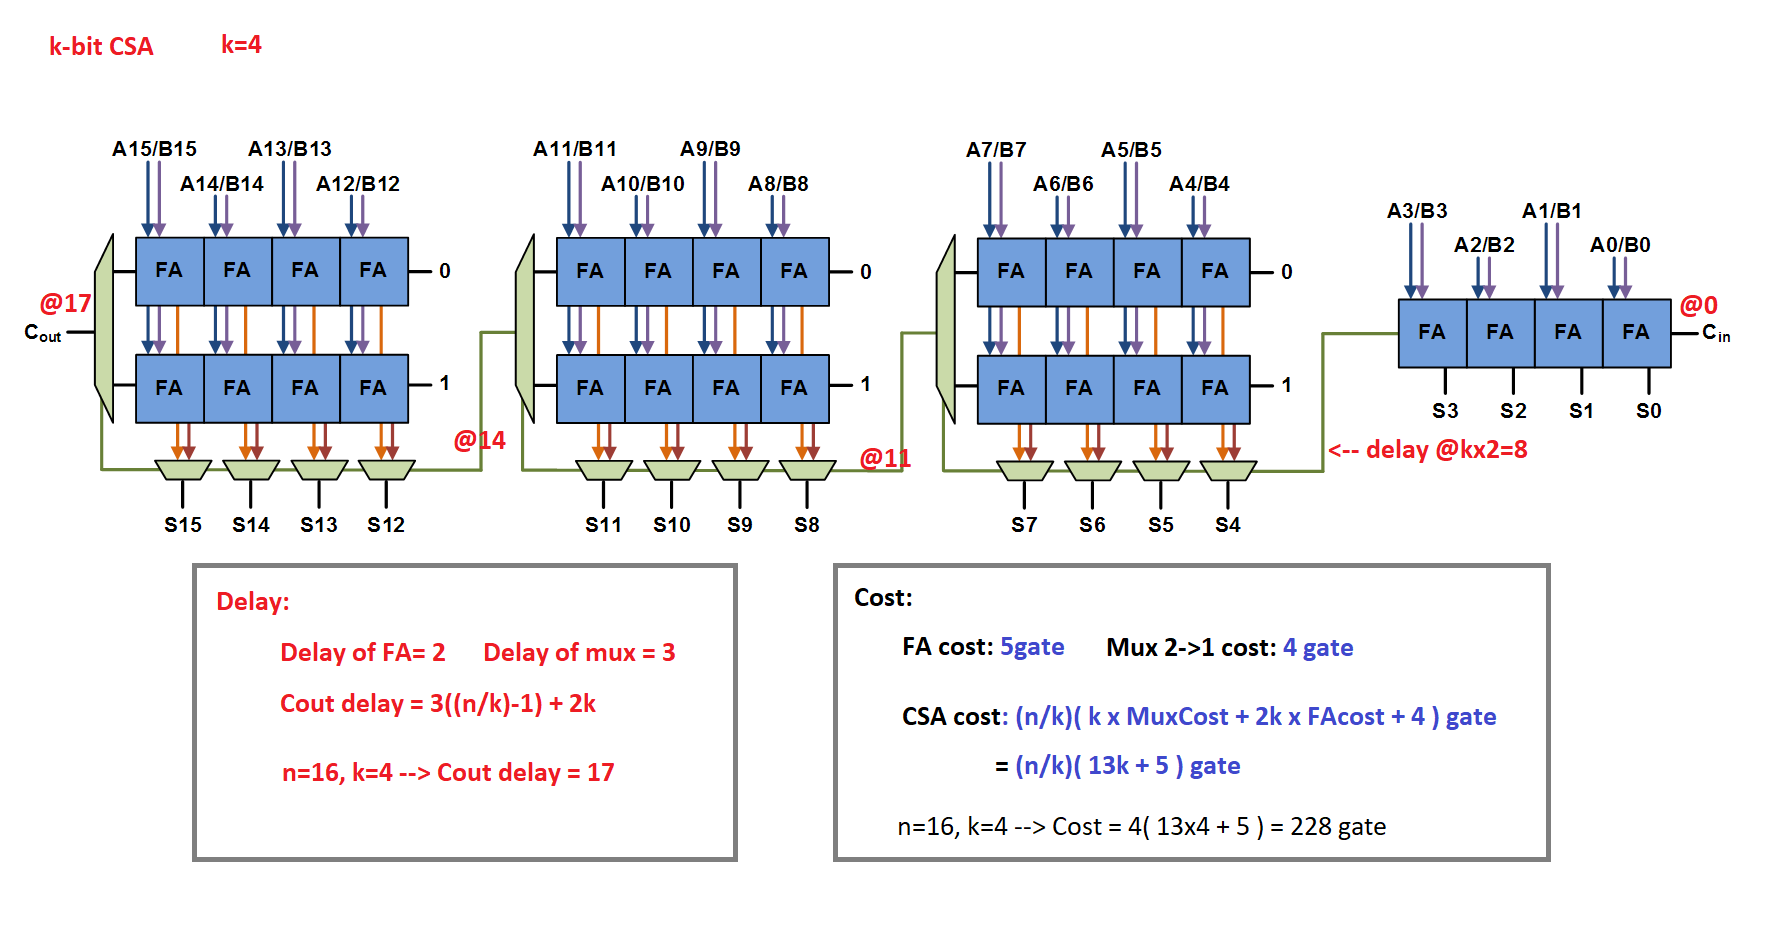 k-bit CSA k=4
A15/B15 A13/B13 A11/B11 A9/B9 A7/B7 A5/B5
A14/B14 A12/B12 A10/B10 A8/B8 A6/B6 A4/B4
A3/B3 A1/B1
A2/B2 A0/B0
FA FA FA FA 0 FA FA FA FA 0 FA FA FA FA 0
@17 @0
Cout FA FA FA FA Cin
FA FA FA FA 1 FA FA FA FA 1 FA FA FA FA 1
S3 S2 S1 S0
@14 @11 <-- delay @kx2=8
S15 S14 S13 S12 S11 S10 S9 S8 S7 S6 S5 S4
Delay:
Delay of FA= 2 Delay of mux = 3
Cout delay = 3((n/k)-1) + 2k
n=16, k=4 --> Cout delay = 17
Cost:
FA cost: 5gate Mux 2->1 cost: 4 gate
CSA cost: (n/k)( k x MuxCost + 2k x FAcost + 4 ) gate
= (n/k)( 13k + 5 ) gate
n=16, k=4 --> Cost = 4( 13x4 + 5 ) = 228 gate